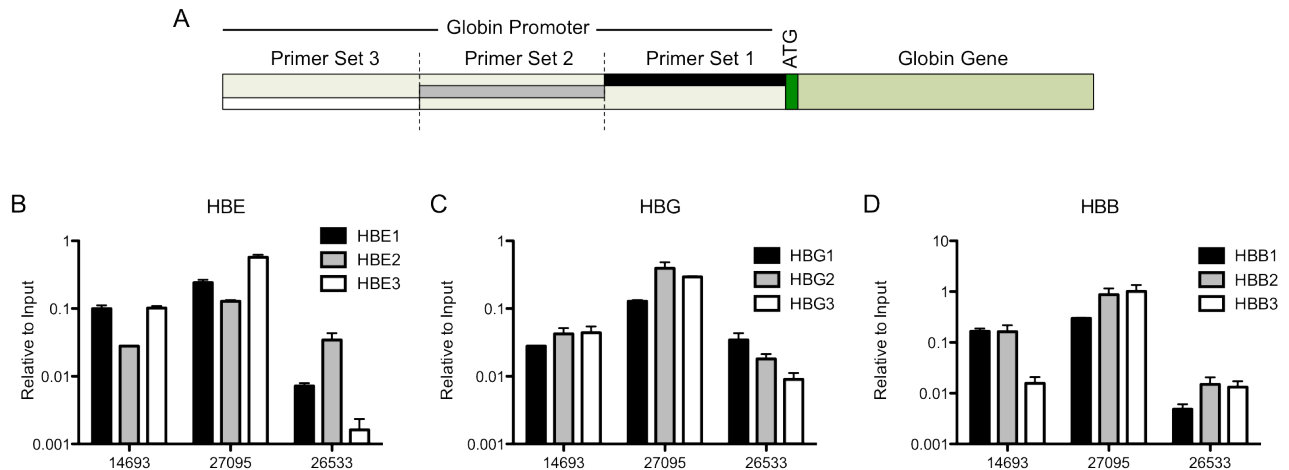 A
Globin Promoter
ATG
Primer Set 3
Primer Set 2
Primer Set 1
Globin Gene
B
HBE
Relative to Input
1
0.1
0.01
0.001
HBE1
HBE2
HBE3
14693
27095
26533
C
HBG
Relative to Input
1
0.1
0.01
0.001
HBG1
HBG2
HBG3
14693
27095
26533
D
HBB
Relative to Input
10
1
0.1
0.01
0.001
HBB1
HBB2
HBB3
14693
27095
26533